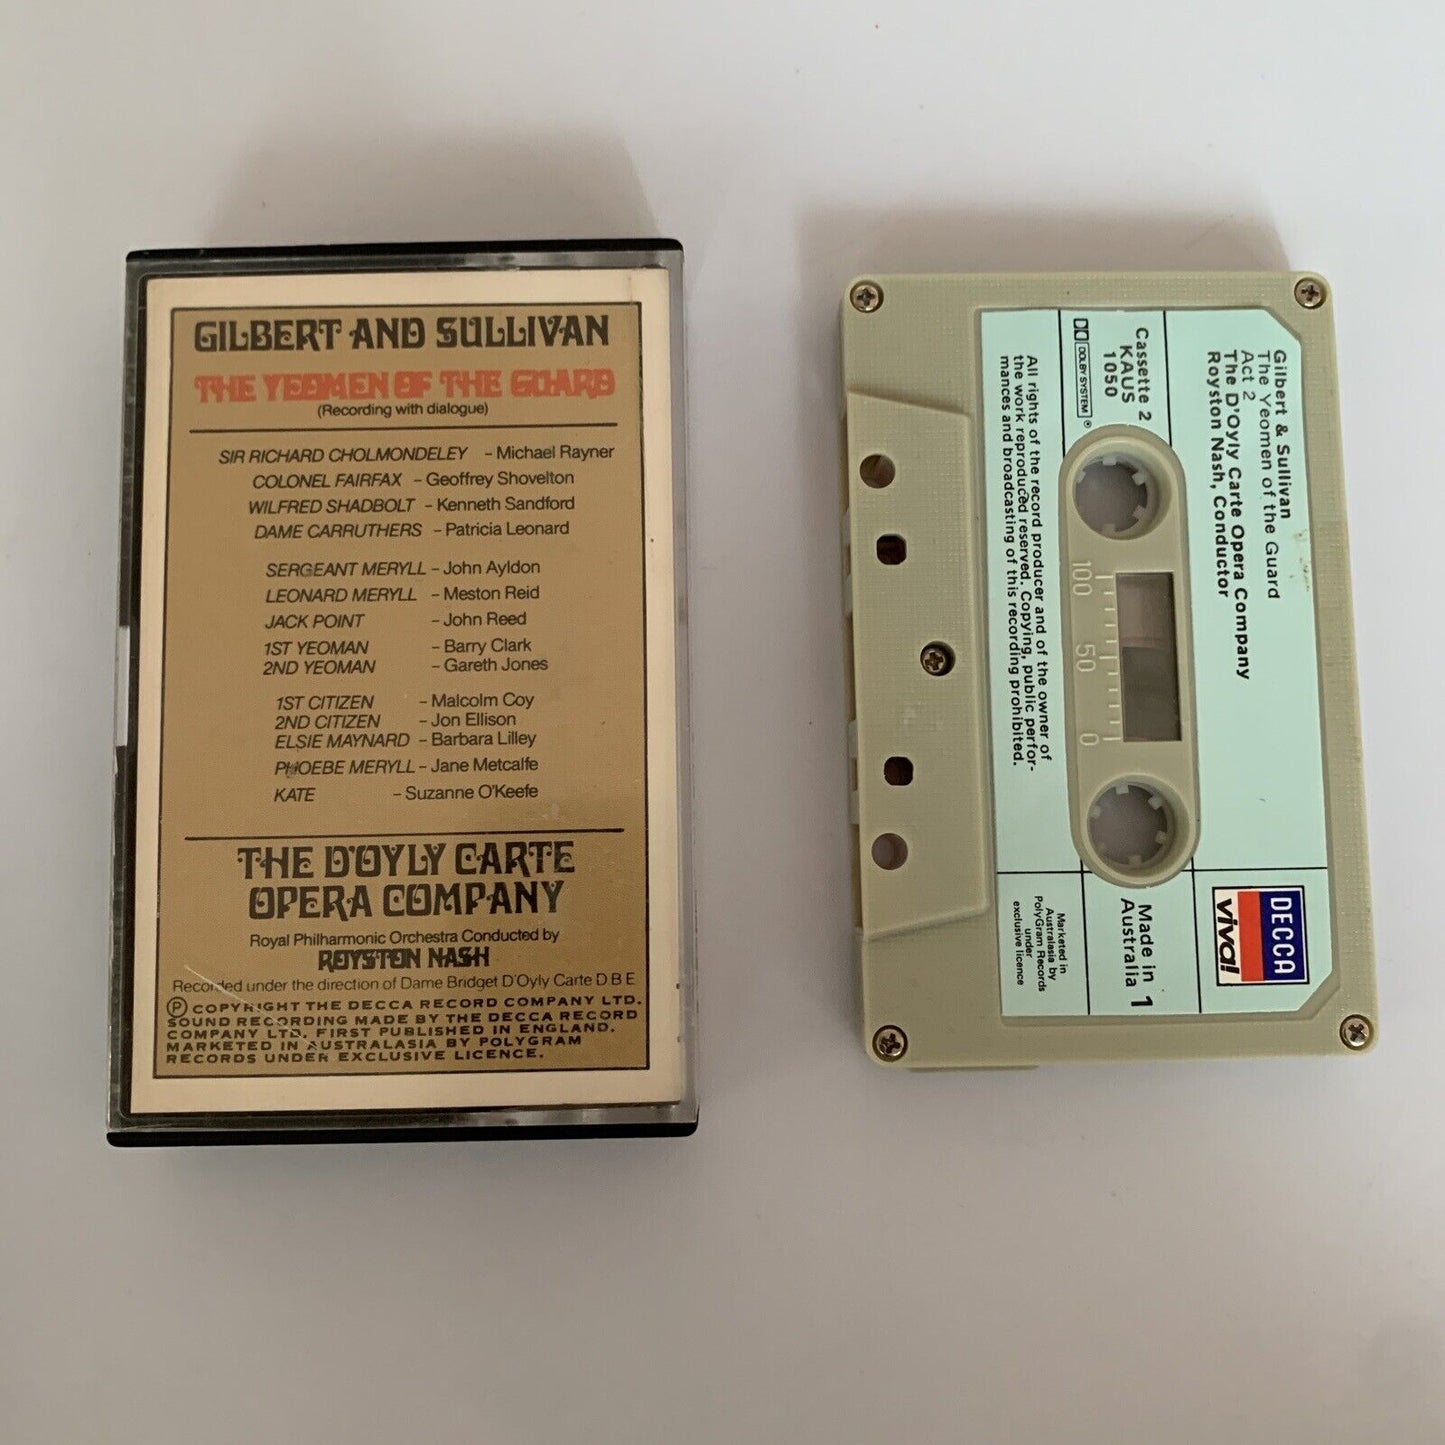 GILBERT AND SULLIVAN
THE YEOMEN OF THE GUARD
(Recording with dialogue)
SIR RICHARD CHOLMONDELEY – Michael Rayner
COLONEL FAIRFAX – Geoffrey Shovelton
WILFRED SHADBOLT – Kenneth Sandford
DAME CARRUTHERS – Patricia Leonard
SERGEANT MERYLL – John Ayldon
LEONARD MERYLL – Meston Reid
JACK POINT – John Reed
1ST YEOMAN – Barry Clark
2ND YEOMAN – Gareth Jones
1ST CITIZEN – Malcolm Coy
2ND CITIZEN – Jon Ellison
ELSIE MAYNARD – Barbara Lilley
PHOEBE MERYLL – Jane Metcalfe
KATE – Suzanne O'Keefe
THE D'OYLY CARTE
OPERA COMPANY
Royal Philharmonic Orchestra Conducted by
ROYSTON NASH
Recorded under the direction of Dame Bridget D'Oyly Carte D B E
Ⓟ COPYRIGHT THE DECCA RECORD COMPANY LTD.
SOUND RECORDING MADE BY THE DECCA RECORD
COMPANY LTD. FIRST PUBLISHED IN ENGLAND.
MARKETED IN AUSTRALASIA BY POLYGRAM
RECORDS UNDER EXCLUSIVE LICENCE.
Gilbert & Sullivan
The Yeomen of the Guard
Act 2
The D'Oyly Carte Opera Company
Royston Nash, Conductor
DECCA
viva!
Cassette 2
KAUS
1050
DOLBY SYSTEM ®
100 50 0
Made in
Australia 1
All rights of the record producer and of the owner of
the work reproduced reserved. Copying, public perfor-
mances and broadcasting of this recording prohibited.
Marketed in
Australasia by
PolyGram Records
under
exclusive licence